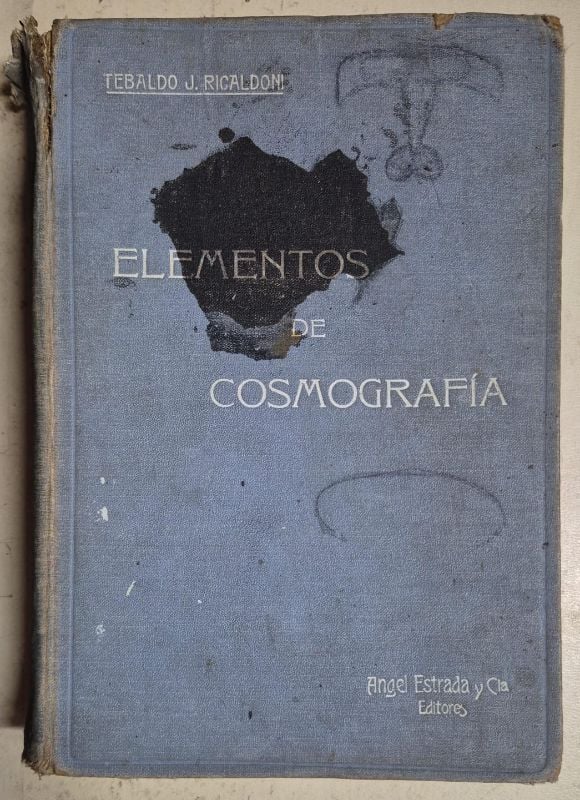 TEBALDO J. RICALDONI
ELEMENTOS
DE
COSMOGRAFÍA
Angel Estrada y Cia
Editores